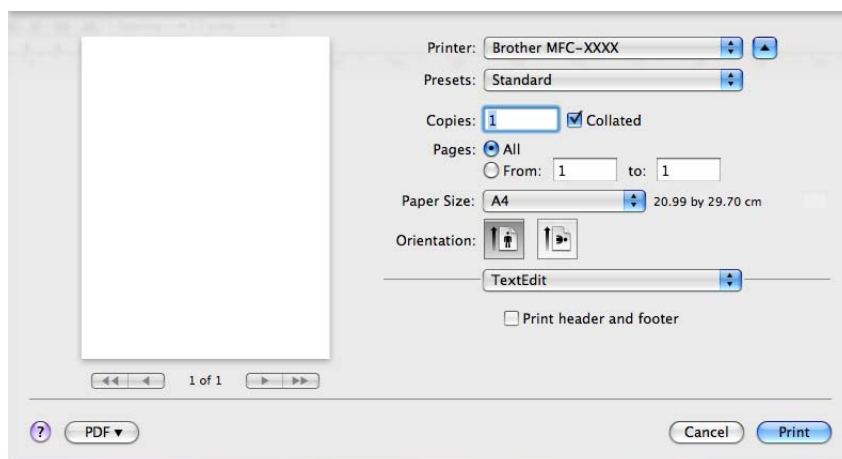 Printer: Brother MFC-XXXX
Presets: Standard
Copies: 1 Collated
Pages: All
From: 1 to: 1
Paper Size: A4 20.99 by 29.70 cm
Orientation:
TextEdit
Print header and footer
1 of 1
? PDF▼ Cancel Print